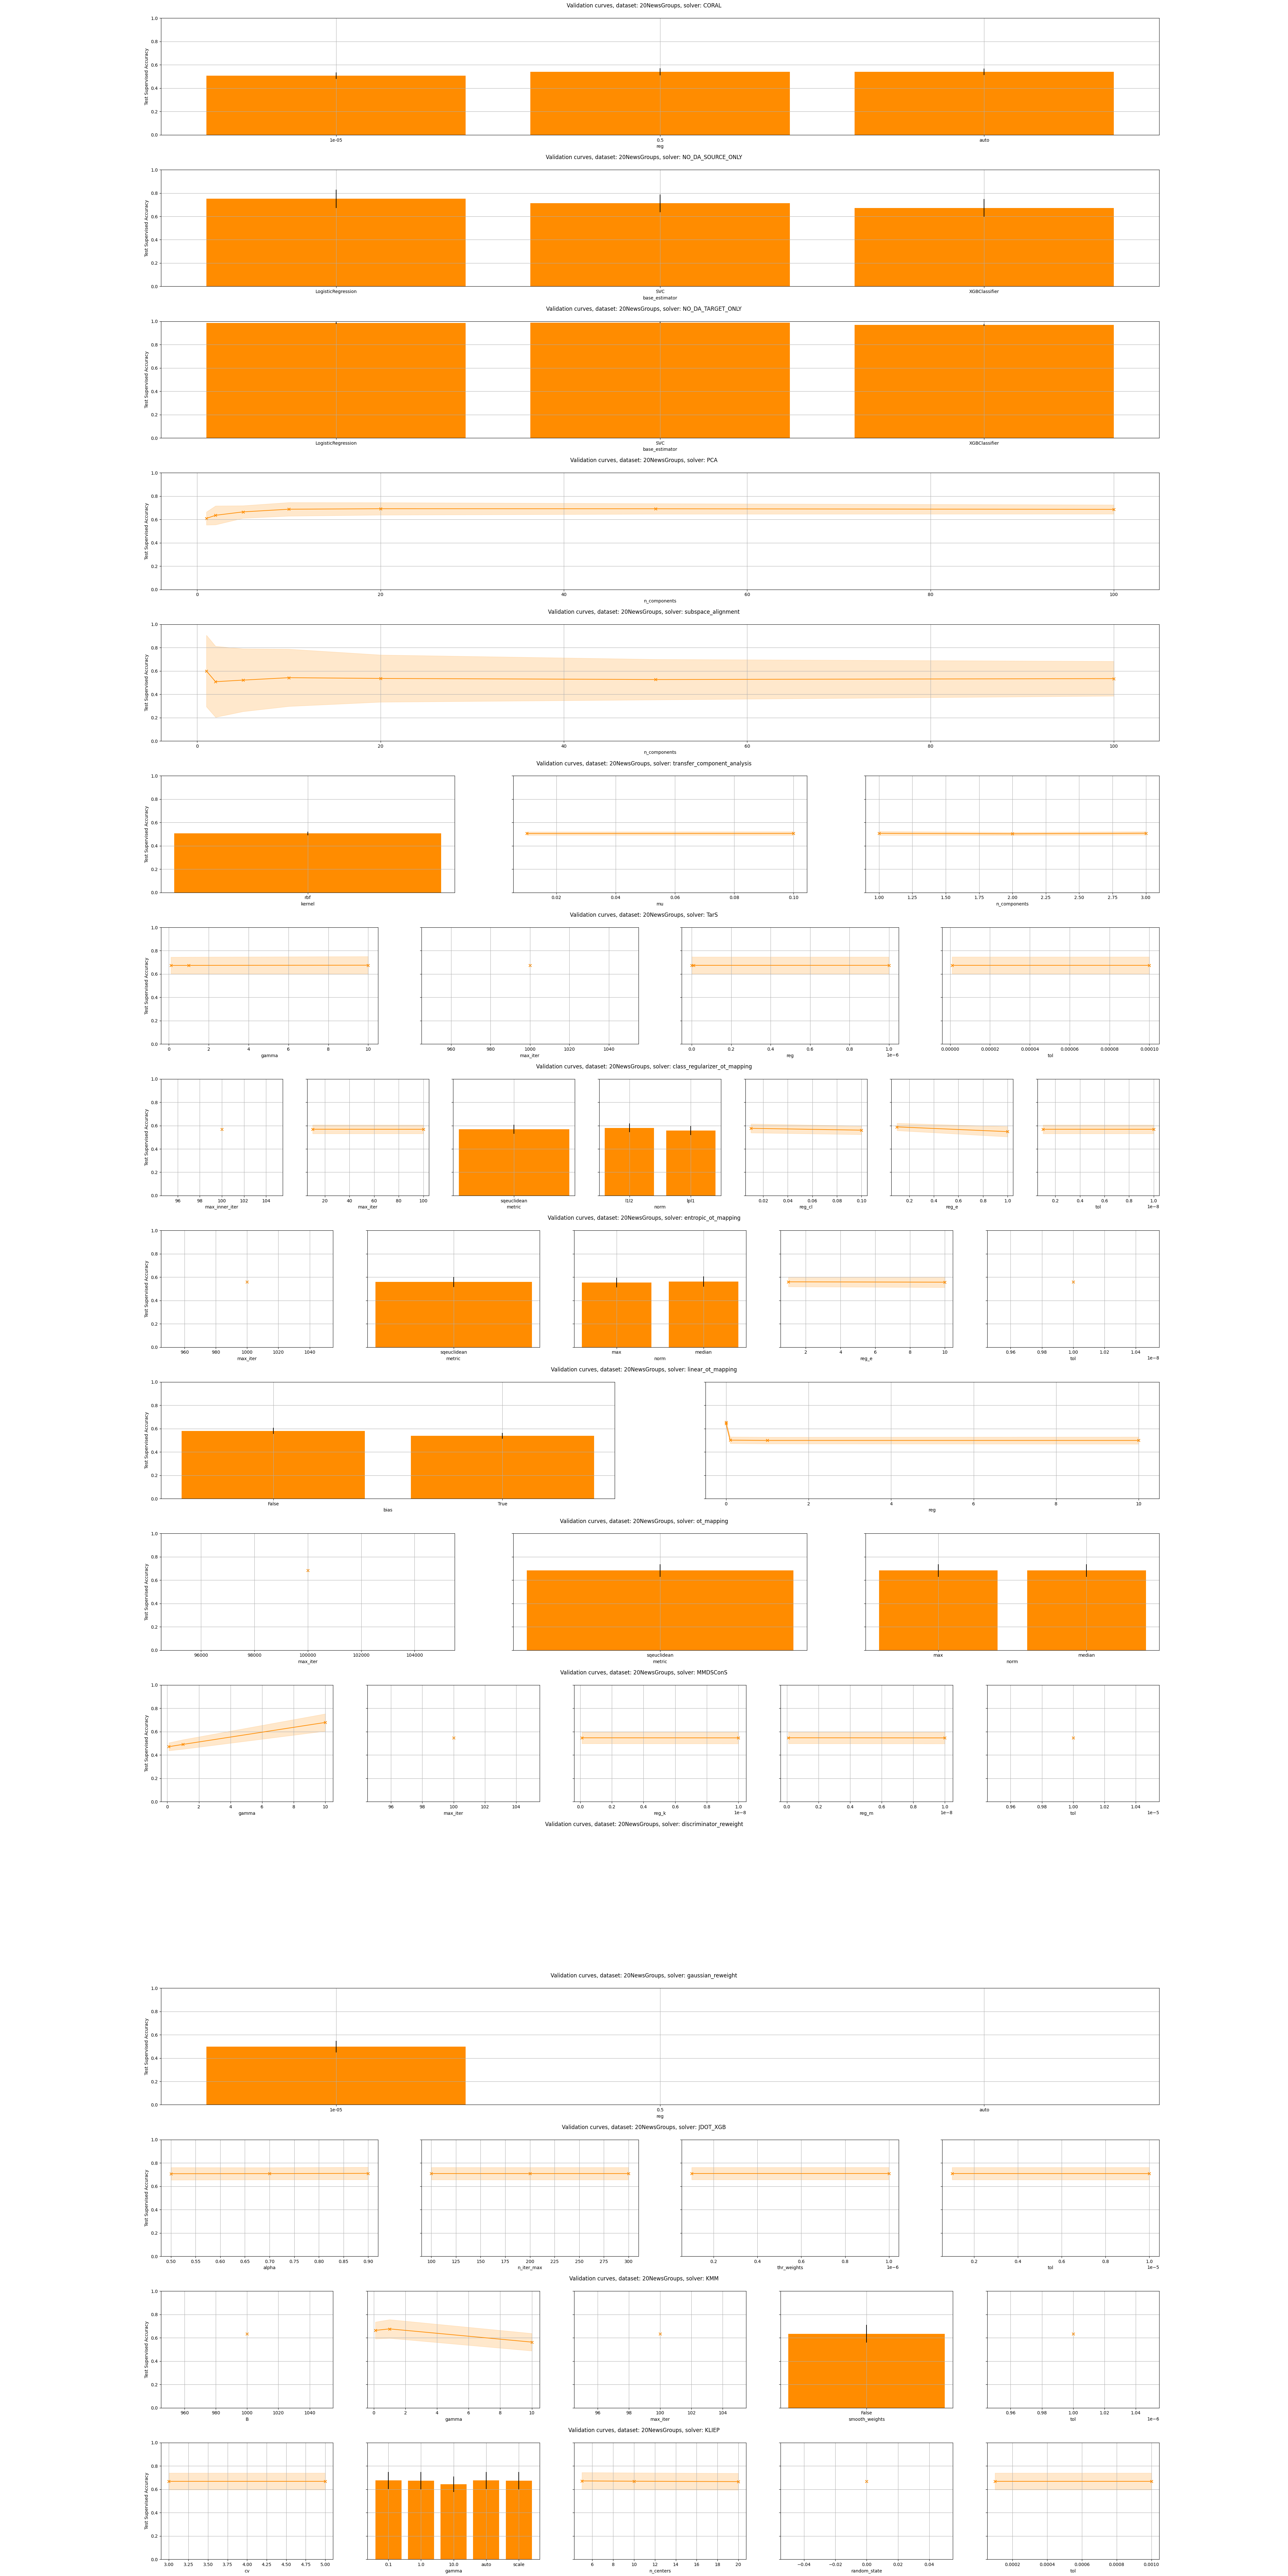 Validation curves, dataset: 20NewsGroups, solver: CORAL
Test Supervised Accuracy
1.0
0.8
0.6
0.4
0.2
0.0
1e-05 0.5 auto
reg
Validation curves, dataset: 20NewsGroups, solver: NO_DA_SOURCE_ONLY
Test Supervised Accuracy
1.0
0.8
0.6
0.4
0.2
0.0
LogisticRegression SVC XGBClassifier
base_estimator
Validation curves, dataset: 20NewsGroups, solver: NO_DA_TARGET_ONLY
Test Supervised Accuracy
1.0
0.8
0.6
0.4
0.2
0.0
LogisticRegression SVC XGBClassifier
base_estimator
Validation curves, dataset: 20NewsGroups, solver: PCA
Test Supervised Accuracy
1.0
0.8
0.6
0.4
0.2
0.0
0 20 40 60 80 100
n_components
Validation curves, dataset: 20NewsGroups, solver: subspace_alignment
Test Supervised Accuracy
1.0
0.8
0.6
0.4
0.2
0.0
0 20 40 60 80 100
n_components
Validation curves, dataset: 20NewsGroups, solver: transfer_component_analysis
Test Supervised Accuracy
1.0
0.8
0.6
0.4
0.2
0.0
rbf 0.02 0.04 0.06 0.08 0.10 1.00 1.25 1.50 1.75 2.00 2.25 2.50 2.75 3.00
kernel mu n_components
Validation curves, dataset: 20NewsGroups, solver: TarS
Test Supervised Accuracy
1.0
0.8
0.6
0.4
0.2
0.0
0 2 4 6 8 10 960 980 1000 1020 1040 0.0 0.2 0.4 0.6 0.8 1.0 0.00000 0.00002 0.00004 0.00006 0.00008 0.00010
gamma max_iter reg 1e-6 tol
Validation curves, dataset: 20NewsGroups, solver: class_regularizer_ot_mapping
Test Supervised Accuracy
1.0
0.8
0.6
0.4
0.2
0.0
96 98 100 102 104 20 40 60 80 100 sqeuclidean l1l2 lpl1 0.02 0.04 0.06 0.08 0.10 0.2 0.4 0.6 0.8 1.0 0.2 0.4 0.6 0.8 1.0
max_inner_iter max_iter metric norm reg_cl reg_e tol 1e-8
Validation curves, dataset: 20NewsGroups, solver: entropic_ot_mapping
Test Supervised Accuracy
1.0
0.8
0.6
0.4
0.2
0.0
960 980 1000 1020 1040 sqeuclidean max median 2 4 6 8 10 0.96 0.98 1.00 1.02 1.04
max_iter metric norm reg_e tol 1e-8
Validation curves, dataset: 20NewsGroups, solver: linear_ot_mapping
Test Supervised Accuracy
1.0
0.8
0.6
0.4
0.2
0.0
False True 0 2 4 6 8 10
bias reg
Validation curves, dataset: 20NewsGroups, solver: ot_mapping
Test Supervised Accuracy
1.0
0.8
0.6
0.4
0.2
0.0
96000 98000 100000 102000 104000 sqeuclidean max median
max_iter metric norm
Validation curves, dataset: 20NewsGroups, solver: MMDSConS
Test Supervised Accuracy
1.0
0.8
0.6
0.4
0.2
0.0
0 2 4 6 8 10 96 98 100 102 104 0.0 0.2 0.4 0.6 0.8 1.0 0.0 0.2 0.4 0.6 0.8 1.0 0.96 0.98 1.00 1.02 1.04
gamma max_iter reg_k 1e-8 reg_m 1e-8 tol 1e-5
Validation curves, dataset: 20NewsGroups, solver: discriminator_reweight
Validation curves, dataset: 20NewsGroups, solver: gaussian_reweight
Test Supervised Accuracy
1.0
0.8
0.6
0.4
0.2
0.0
1e-05 0.5 auto
reg
Validation curves, dataset: 20NewsGroups, solver: JDOT_XGB
Test Supervised Accuracy
1.0
0.8
0.6
0.4
0.2
0.0
0.50 0.55 0.60 0.65 0.70 0.75 0.80 0.85 0.90 100 125 150 175 200 225 250 275 300 0.2 0.4 0.6 0.8 1.0 0.2 0.4 0.6 0.8 1.0
alpha n_iter_max thr_weights 1e-6 tol 1e-5
Validation curves, dataset: 20NewsGroups, solver: KMM
Test Supervised Accuracy
1.0
0.8
0.6
0.4
0.2
0.0
960 980 1000 1020 1040 0 2 4 6 8 10 96 98 100 102 104 False 0.96 0.98 1.00 1.02 1.04
B gamma max_iter smooth_weights tol 1e-6
Validation curves, dataset: 20NewsGroups, solver: KLIEP
Test Supervised Accuracy
1.0
0.8
0.6
0.4
0.2
0.0
3.00 3.25 3.50 3.75 4.00 4.25 4.50 4.75 5.00 0.1 1.0 10.0 auto scale 6 8 10 12 14 16 18 20 −0.04 −0.02 0.00 0.02 0.04 0.0002 0.0004 0.0006 0.0008 0.0010
cv gamma n_centers random_state tol